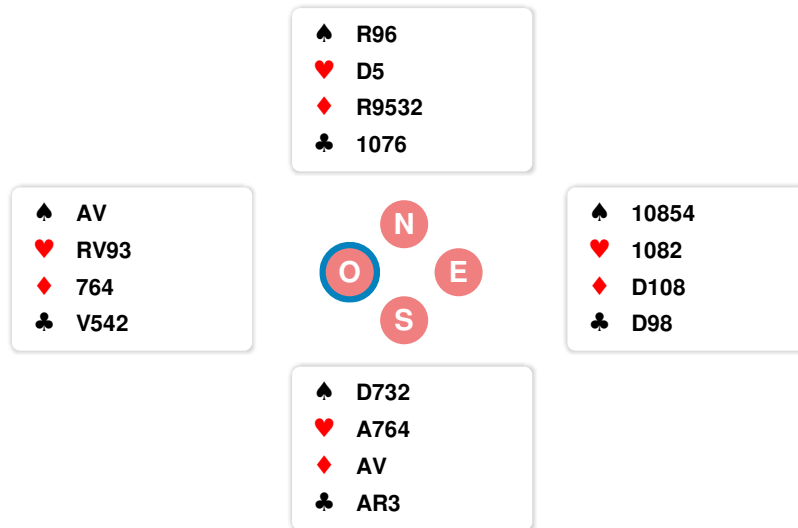 ♠ R96
♥ D5
♦ R9532
♣ 1076
♠ AV
♥ RV93
♦ 764
♣ V542
N
O E
S
♠ 10854
♥ 1082
♦ D108
♣ D98
♠ D732
♥ A764
♦ AV
♣ AR3